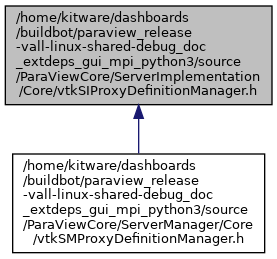 /home/kitware/dashboards
/buildbot/paraview_release
-vall-linux-shared-debug_doc
_extdeps_gui_mpi_python3/source
/ParaViewCore/ServerImplementation
/Core/vtkSIProxyDefinitionManager.h
/home/kitware/dashboards
/buildbot/paraview_release
-vall-linux-shared-debug_doc
_extdeps_gui_mpi_python3/source
/ParaViewCore/ServerManager/Core
/vtkSMProxyDefinitionManager.h